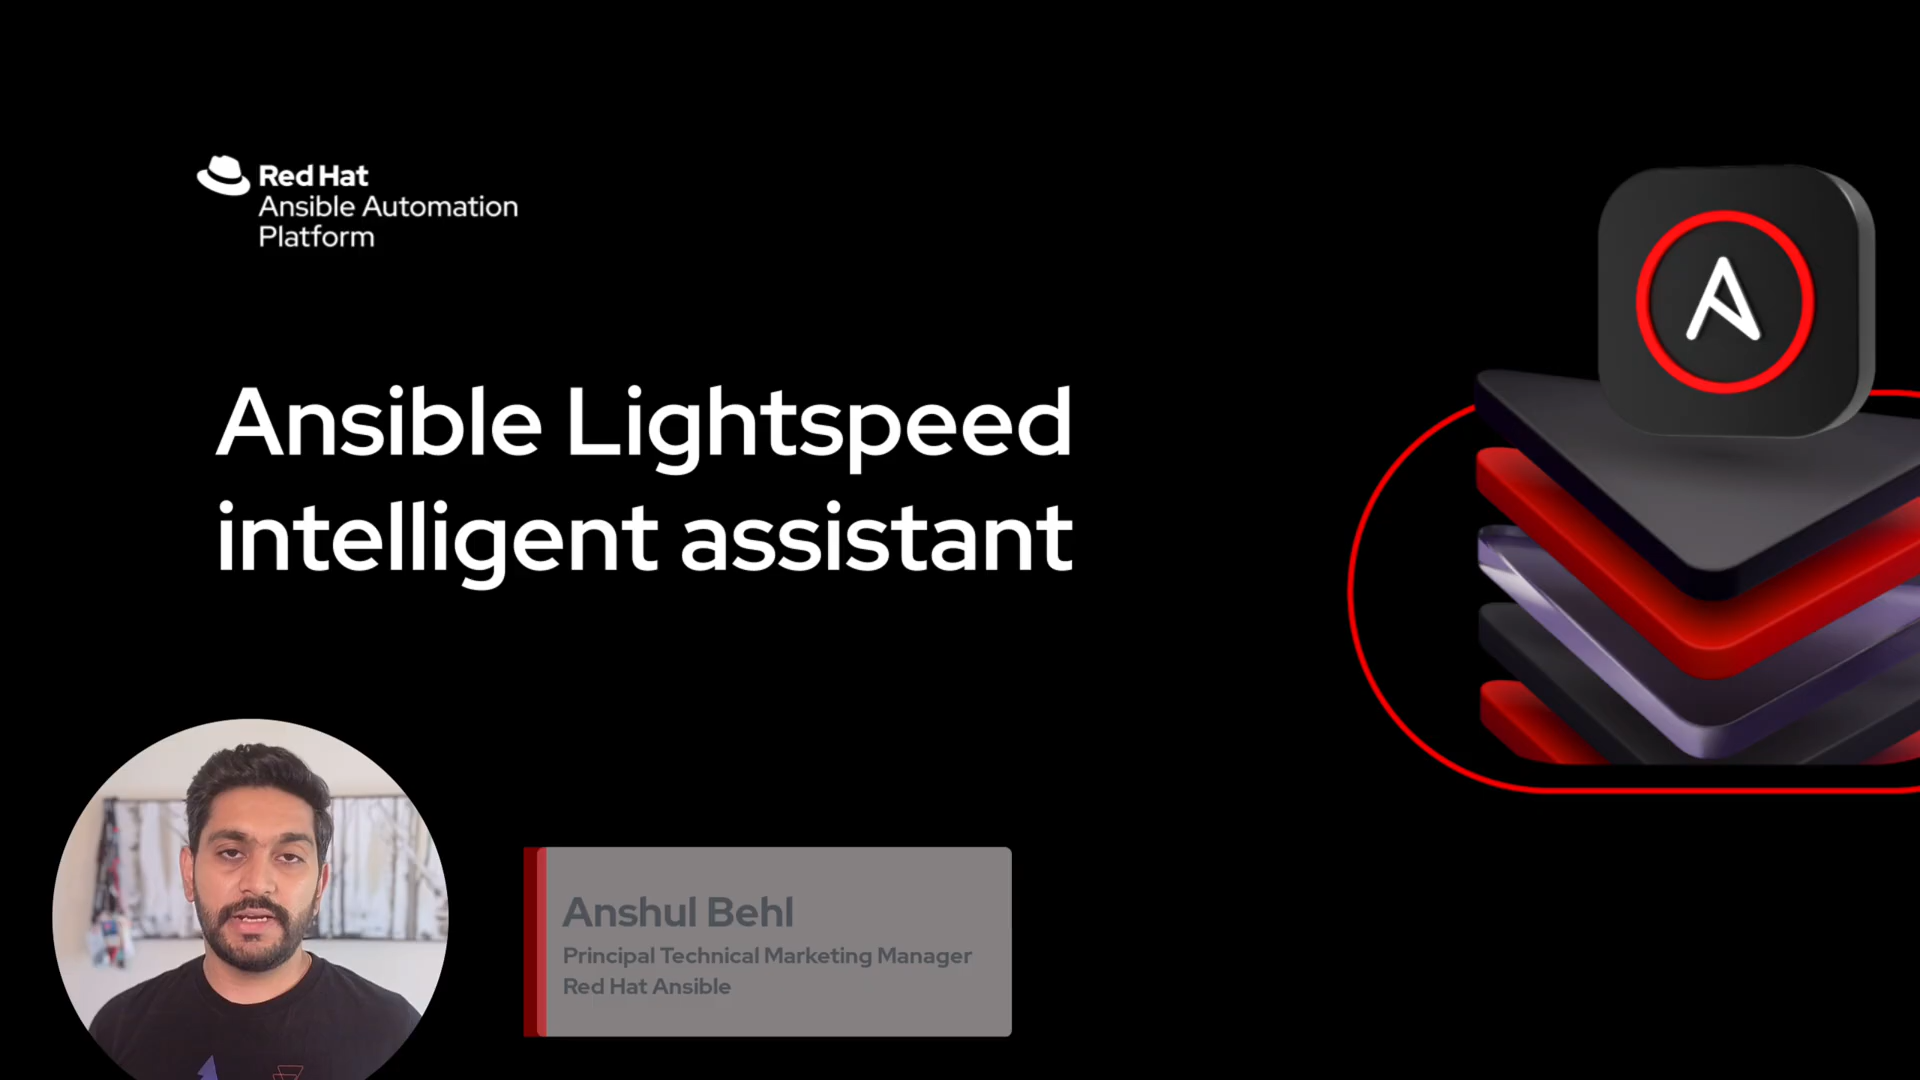 Red Hat
Ansible Automation
Platform
Ansible Lightspeed
intelligent assistant
Anshul Behl
Principal Technical Marketing Manager
Red Hat Ansible